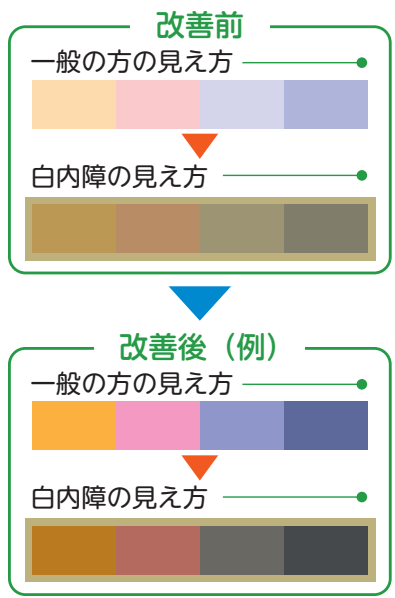 改善前
一般の方の見え方
白内障の見え方
改善後（例）
一般の方の見え方
白内障の見え方